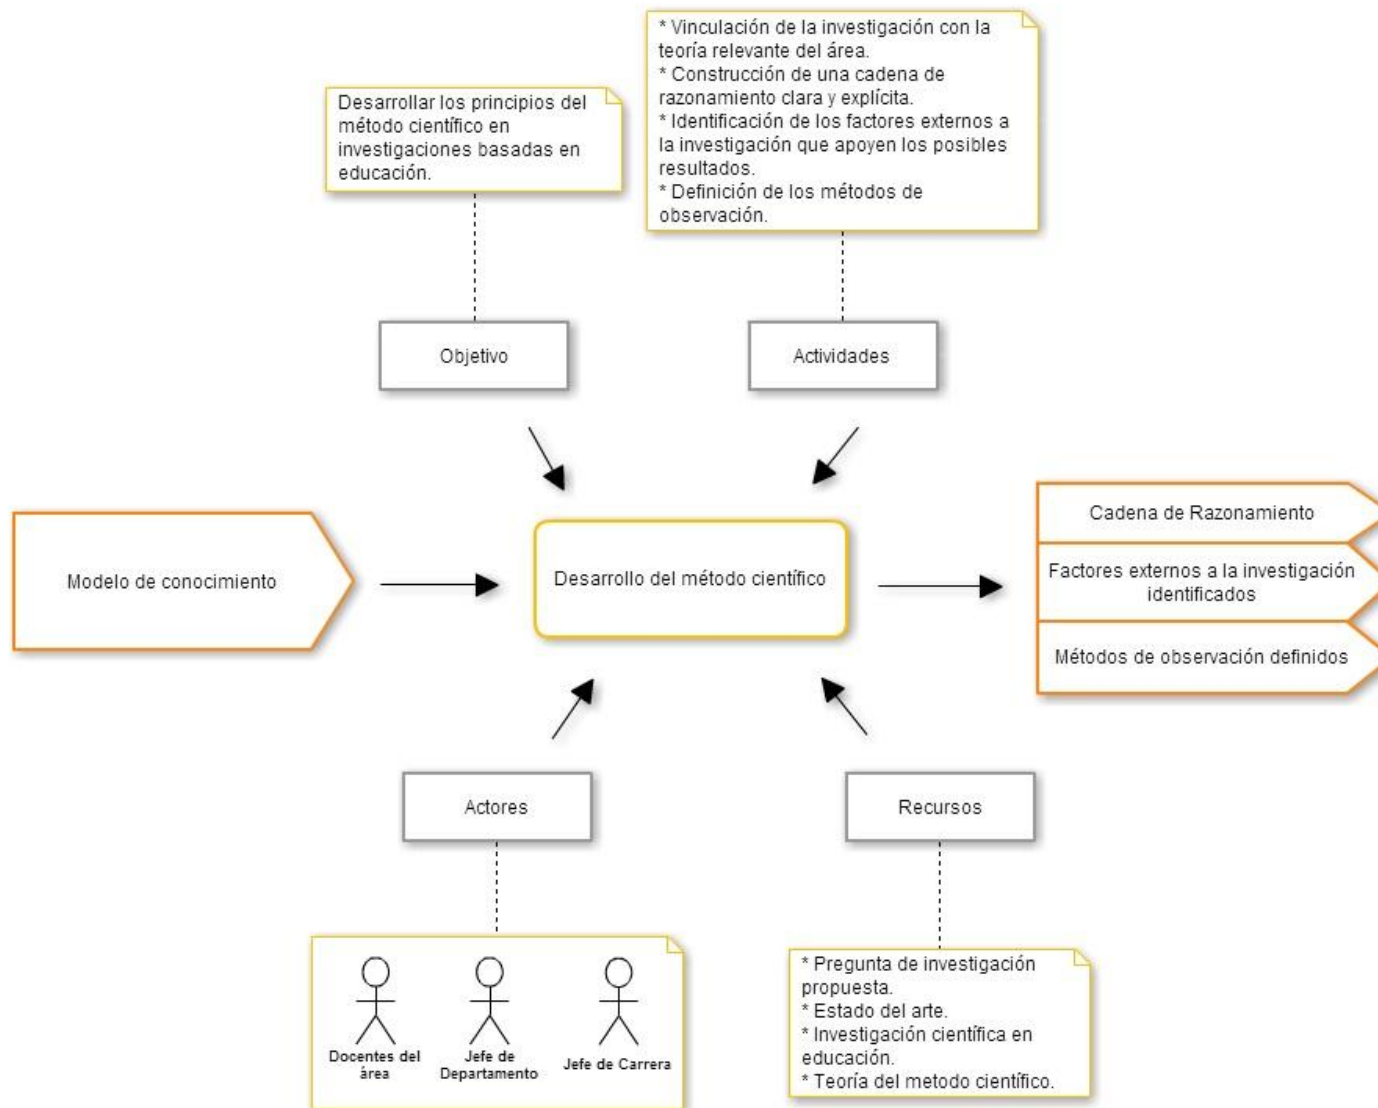 * Vinculación de la investigación con la
teoría relevante del área.
* Construcción de una cadena de
razonamiento clara y explícita.
* Identificación de los factores externos a
la investigación que apoyen los posibles
resultados.
* Definición de los métodos de
observación.
Desarrollar los principios del
método científico en
investigaciones basadas en
educación.
Objetivo
Actividades
Modelo de conocimiento
Desarrollo del método científico
Cadena de Razonamiento
Factores externos a la investigación
identificados
Métodos de observación definidos
Actores
Recursos
Docentes del
área
Jefe de
Departamento
Jefe de Carrera
* Pregunta de investigación
propuesta.
* Estado del arte.
* Investigación científica en
educación.
* Teoría del metodo científico.